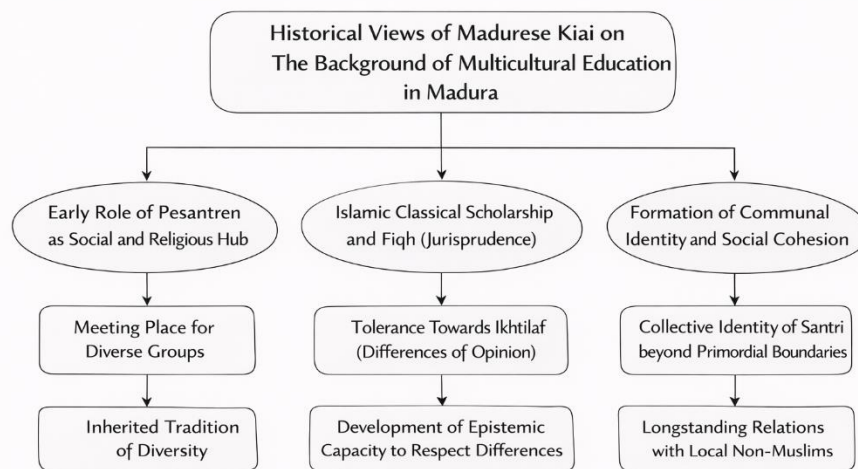 Historical Views of Madurese Kiai on
The Background of Multicultural Education
in Madura
Early Role of Pesantren
as Social and Religious Hub
Islamic Classical Scholarship
and Fiqh (Jurisprudence)
Formation of Communal
Identity and Social Cohesion
Meeting Place for
Diverse Groups
Tolerance Towards Ikhtilaf
(Differences of Opinion)
Collective Identity of Santri
beyond Primordial Boundaries
Inherited Tradition
of Diversity
Development of Epistemic
Capacity to Respect Differences
Longstanding Relations
with Local Non-Muslims